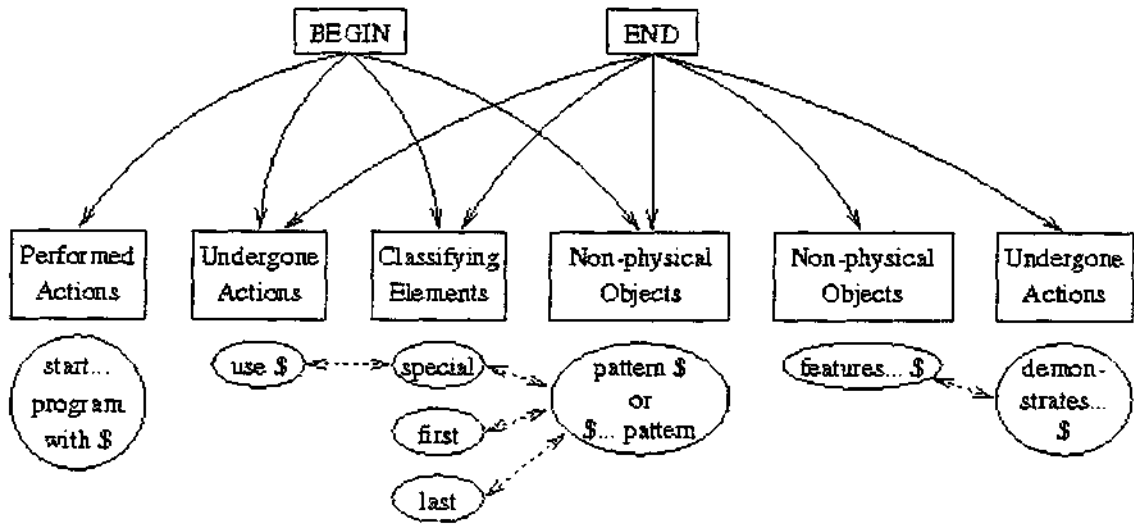 BEGIN
END
Performed
Actions
Undergone
Actions
Classifying
Elements
Non-physical
Objects
Non-physical
Objects
Undergone
Actions
start...
program
with $
use $
special
first
last
pattern $
or
$... pattern
features... $
demon-
strates...
$